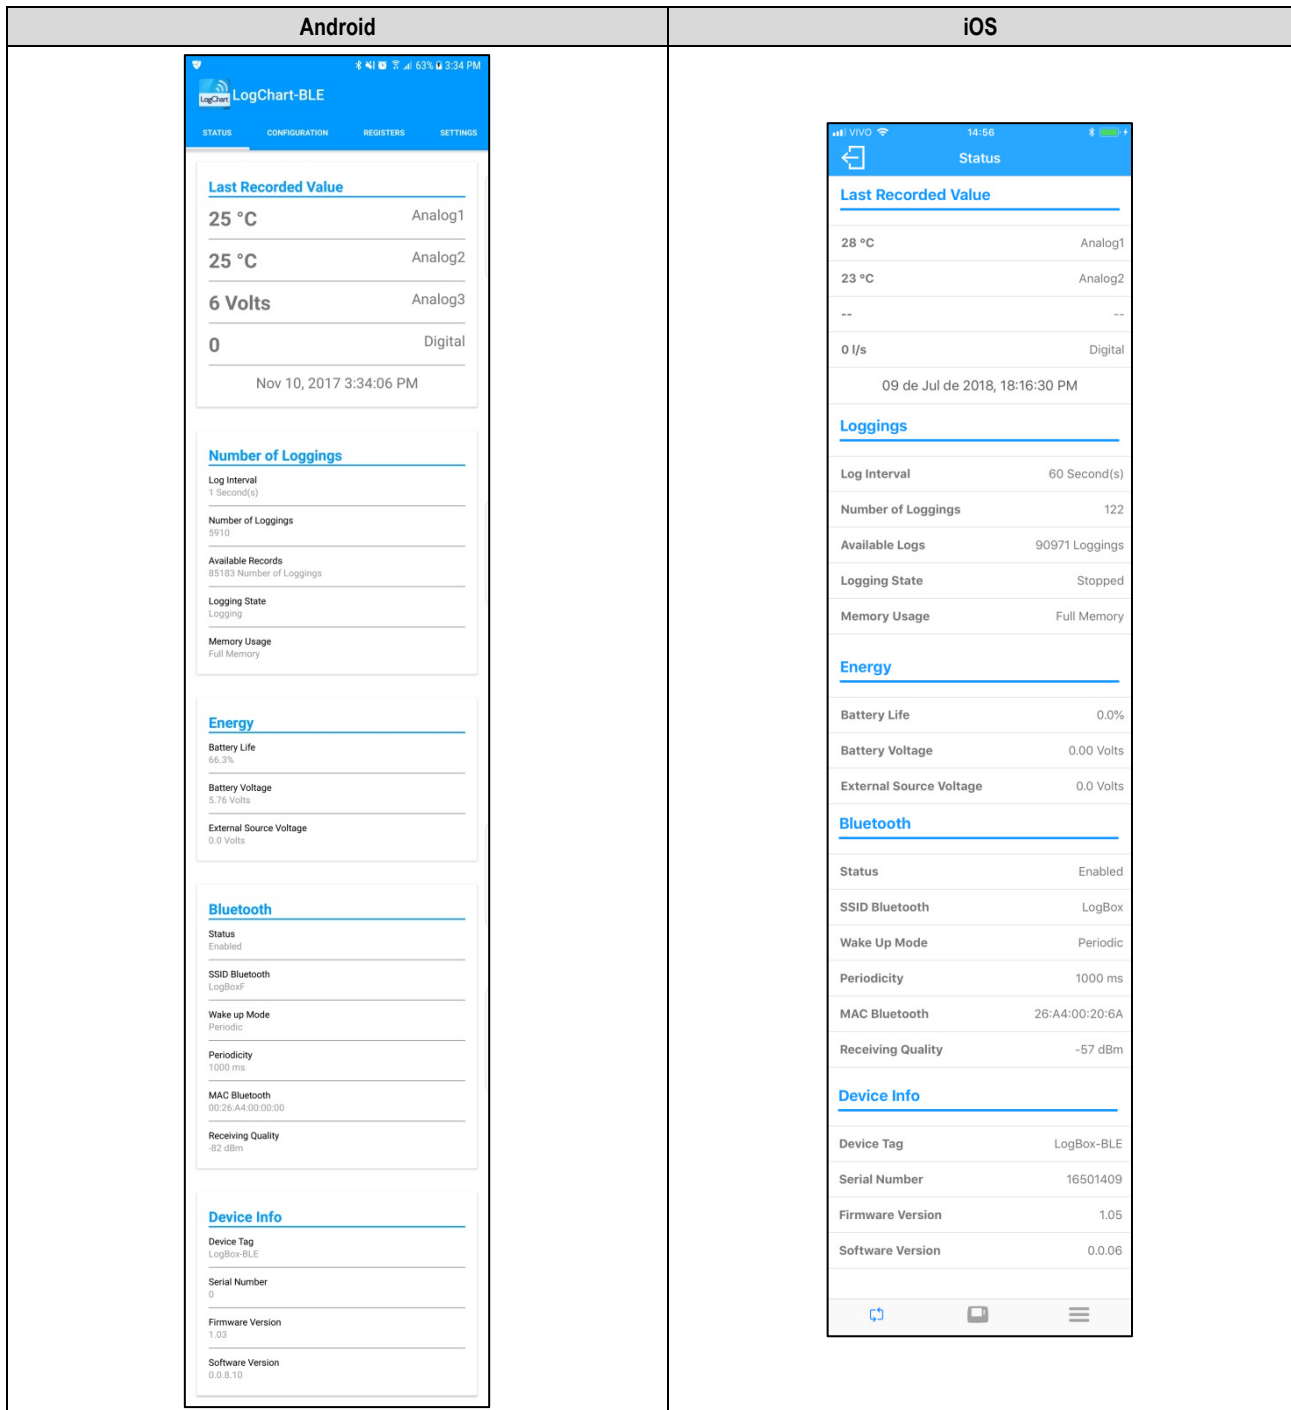 Android
iOS
63% 3:34 PM
LogChart LogChart-BLE
STATUS CONFIGURATION REGISTERS SETTINGS
Last Recorded Value
25 °C Analog1
25 °C Analog2
6 Volts Analog3
0 Digital
Nov 10, 2017 3:34:06 PM
Number of Loggings
Log Interval
1 Second(s)
Number of Loggings
5910
Available Records
85183 Number of Loggings
Logging State
Logging
Memory Usage
Full Memory
Energy
Battery Life
66.3%
Battery Voltage
5.76 Volts
External Source Voltage
0.0 Volts
Bluetooth
Status
Enabled
SSID Bluetooth
LogBoxF
Wake up Mode
Periodic
Periodicity
1000 ms
MAC Bluetooth
00:26:A4:00:00:00
Receiving Quality
-82 dBm
Device Info
Device Tag
LogBox-BLE
Serial Number
0
Firmware Version
1.03
Software Version
0.0.8.10
VIVO 14:56
Status
Last Recorded Value
28 °C Analog1
23 °C Analog2
-- --
0 l/s Digital
09 de Jul de 2018, 18:16:30 PM
Loggings
Log Interval 60 Second(s)
Number of Loggings 122
Available Logs 90971 Loggings
Logging State Stopped
Memory Usage Full Memory
Energy
Battery Life 0.0%
Battery Voltage 0.00 Volts
External Source Voltage 0.0 Volts
Bluetooth
Status Enabled
SSID Bluetooth LogBox
Wake Up Mode Periodic
Periodicity 1000 ms
MAC Bluetooth 26:A4:00:20:6A
Receiving Quality -57 dBm
Device Info
Device Tag LogBox-BLE
Serial Number 16501409
Firmware Version 1.05
Software Version 0.0.06